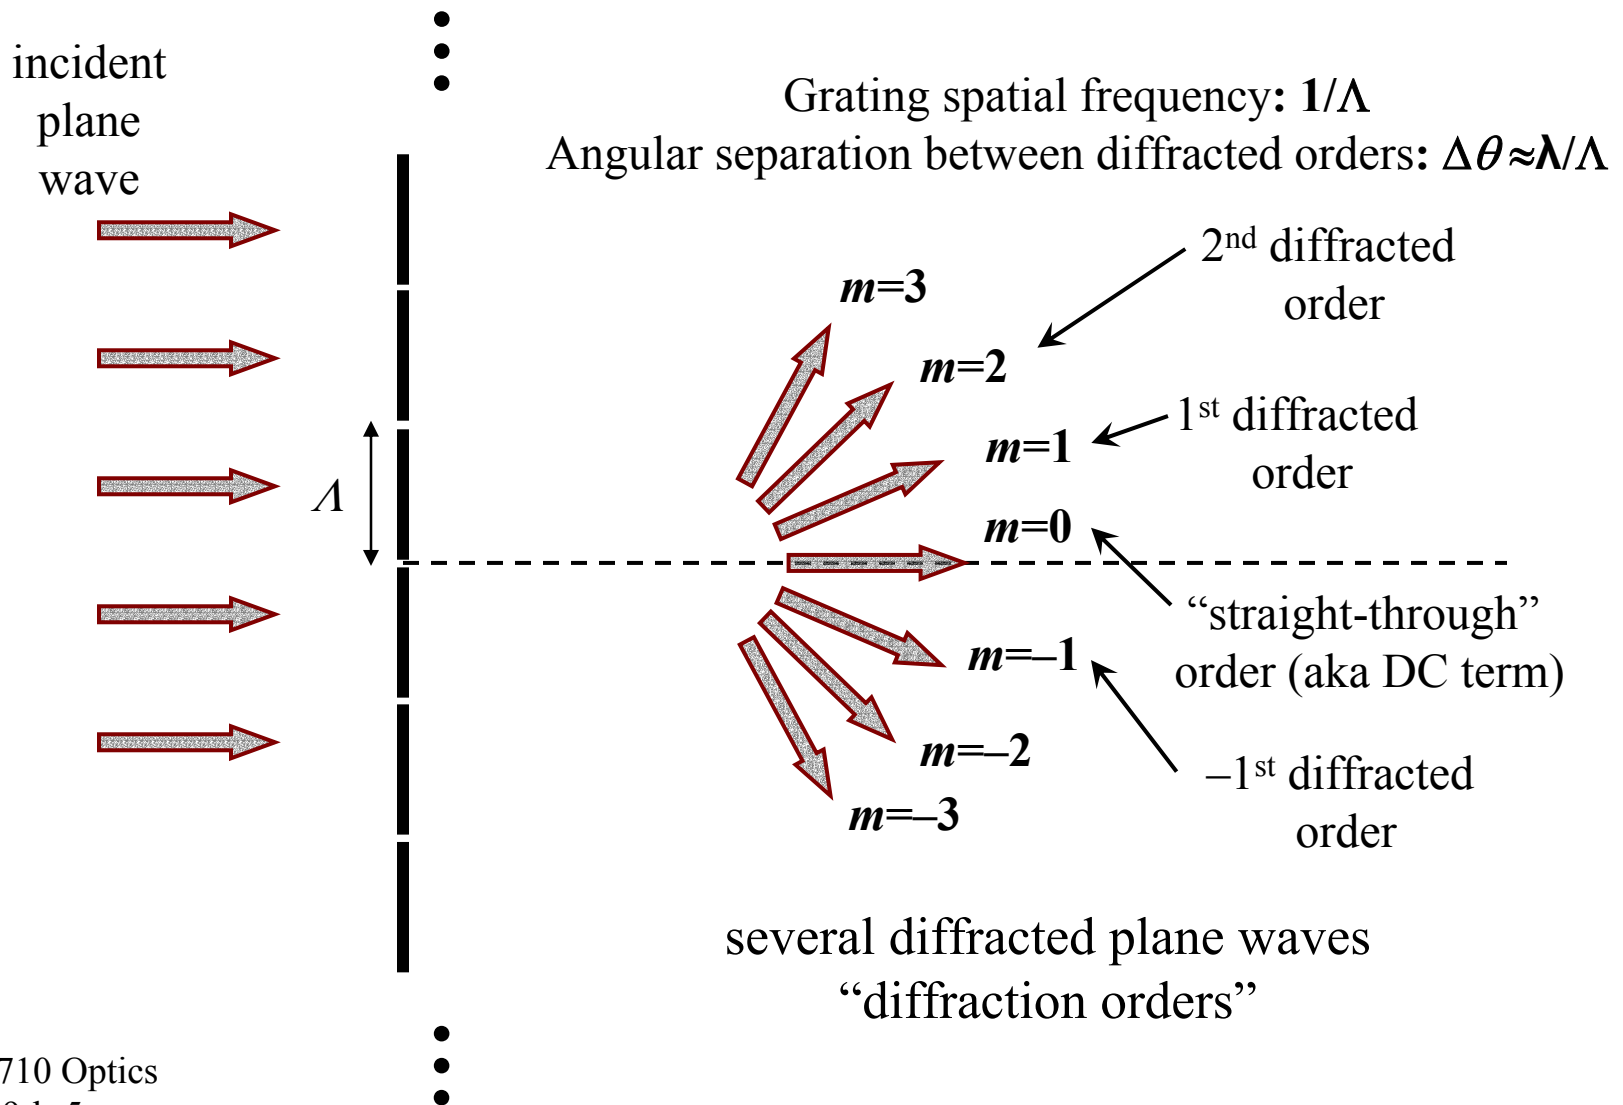 incident
plane
wave
Grating spatial frequency: 1/Λ
Angular separation between diffracted orders: Δθ≈λ/Λ
2nd diffracted
order
m=3
m=2
1st diffracted
order
m=1
Λ
m=0
"straight-through"
order (aka DC term)
m=–1
m=–2
–1st diffracted
order
m=–3
several diffracted plane waves
"diffraction orders"
710 Optics